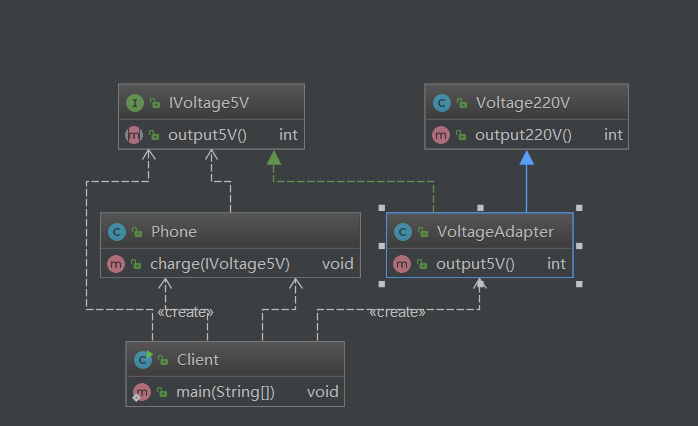 I IVoltage5V
m output5V() int
C Voltage220V
m output220V() int
C Phone
m charge(IVoltage5V) void
C VoltageAdapter
m output5V() int
«create»
«create»
C Client
m main(String[]) void